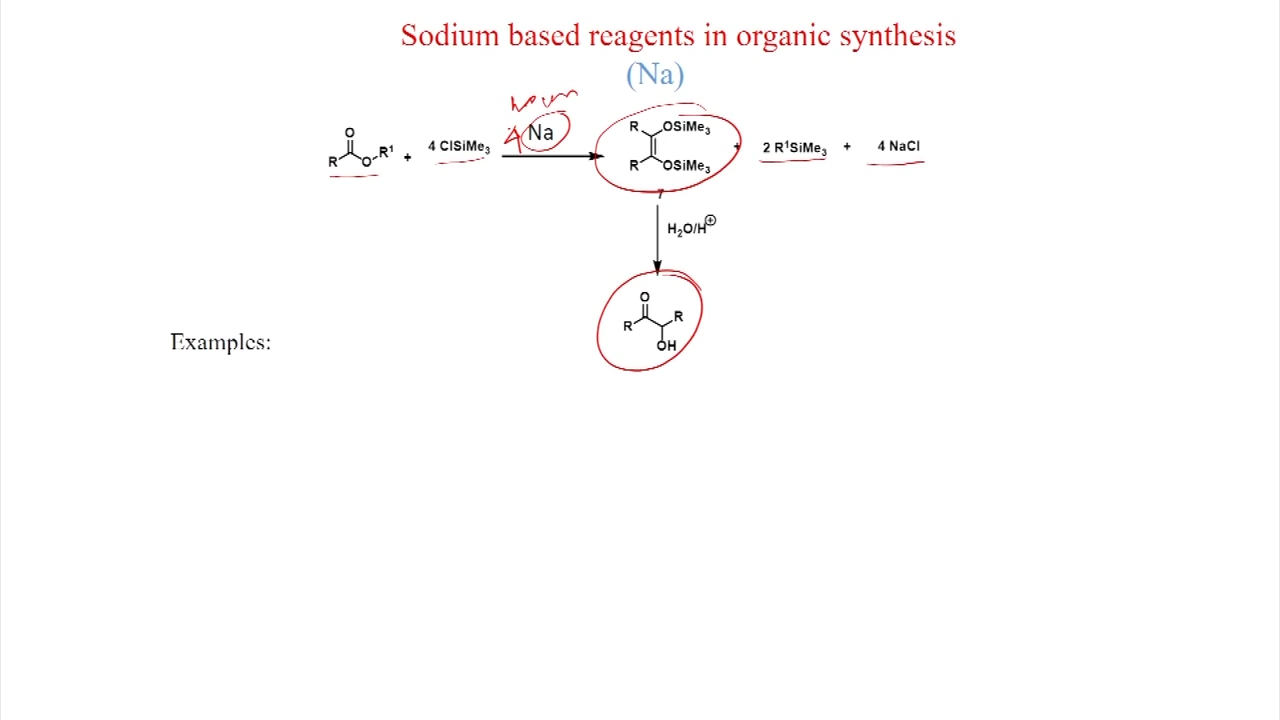 Sodium based reagents in organic synthesis
(Na)
O
R O-R¹ + 4 ClSiMe₃ 4 Na R OSiMe₃ R OSiMe₃ + 2 R¹SiMe₃ + 4 NaCl
H₂O/H⊕
O
R R
OH
Examples: